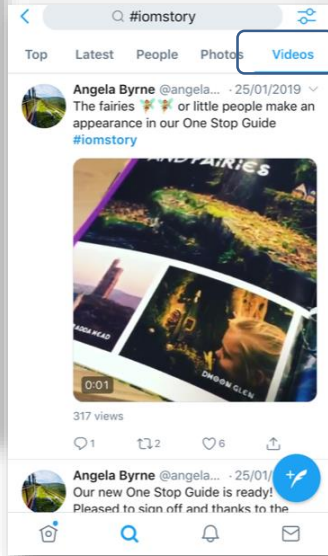 #iomstory
Top Latest People Photos Videos
Angela Byrne @angela... · 25/01/2019
The fairies 🧚 🧚 or little people make an
appearance in our One Stop Guide
#iomstory
AND FAIRIES
HEAD
DHOON GLEN
0:01
317 views
1 2 6
Angela Byrne @angela... · 25/01/
Our new One Stop Guide is ready!
Pleased to sign off and thanks to the